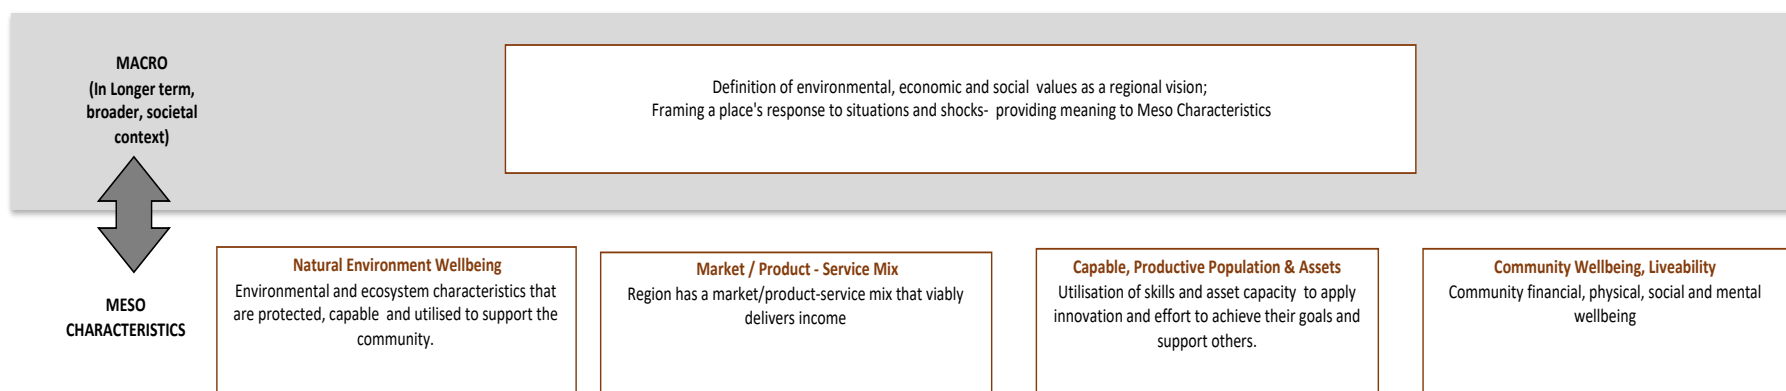 MACRO
(In Longer term,
broader, societal
context)
Definition of environmental, economic and social values as a regional vision;
Framing a place's response to situations and shocks- providing meaning to Meso Characteristics
MESO
CHARACTERISTICS
Natural Environment Wellbeing
Environmental and ecosystem characteristics that
are protected, capable and utilised to support the
community.
Market / Product - Service Mix
Region has a market/product-service mix that viably
delivers income
Capable, Productive Population & Assets
Utilisation of skills and asset capacity to apply
innovation and effort to achieve their goals and
support others.
Community Wellbeing, Liveability
Community financial, physical, social and mental
wellbeing